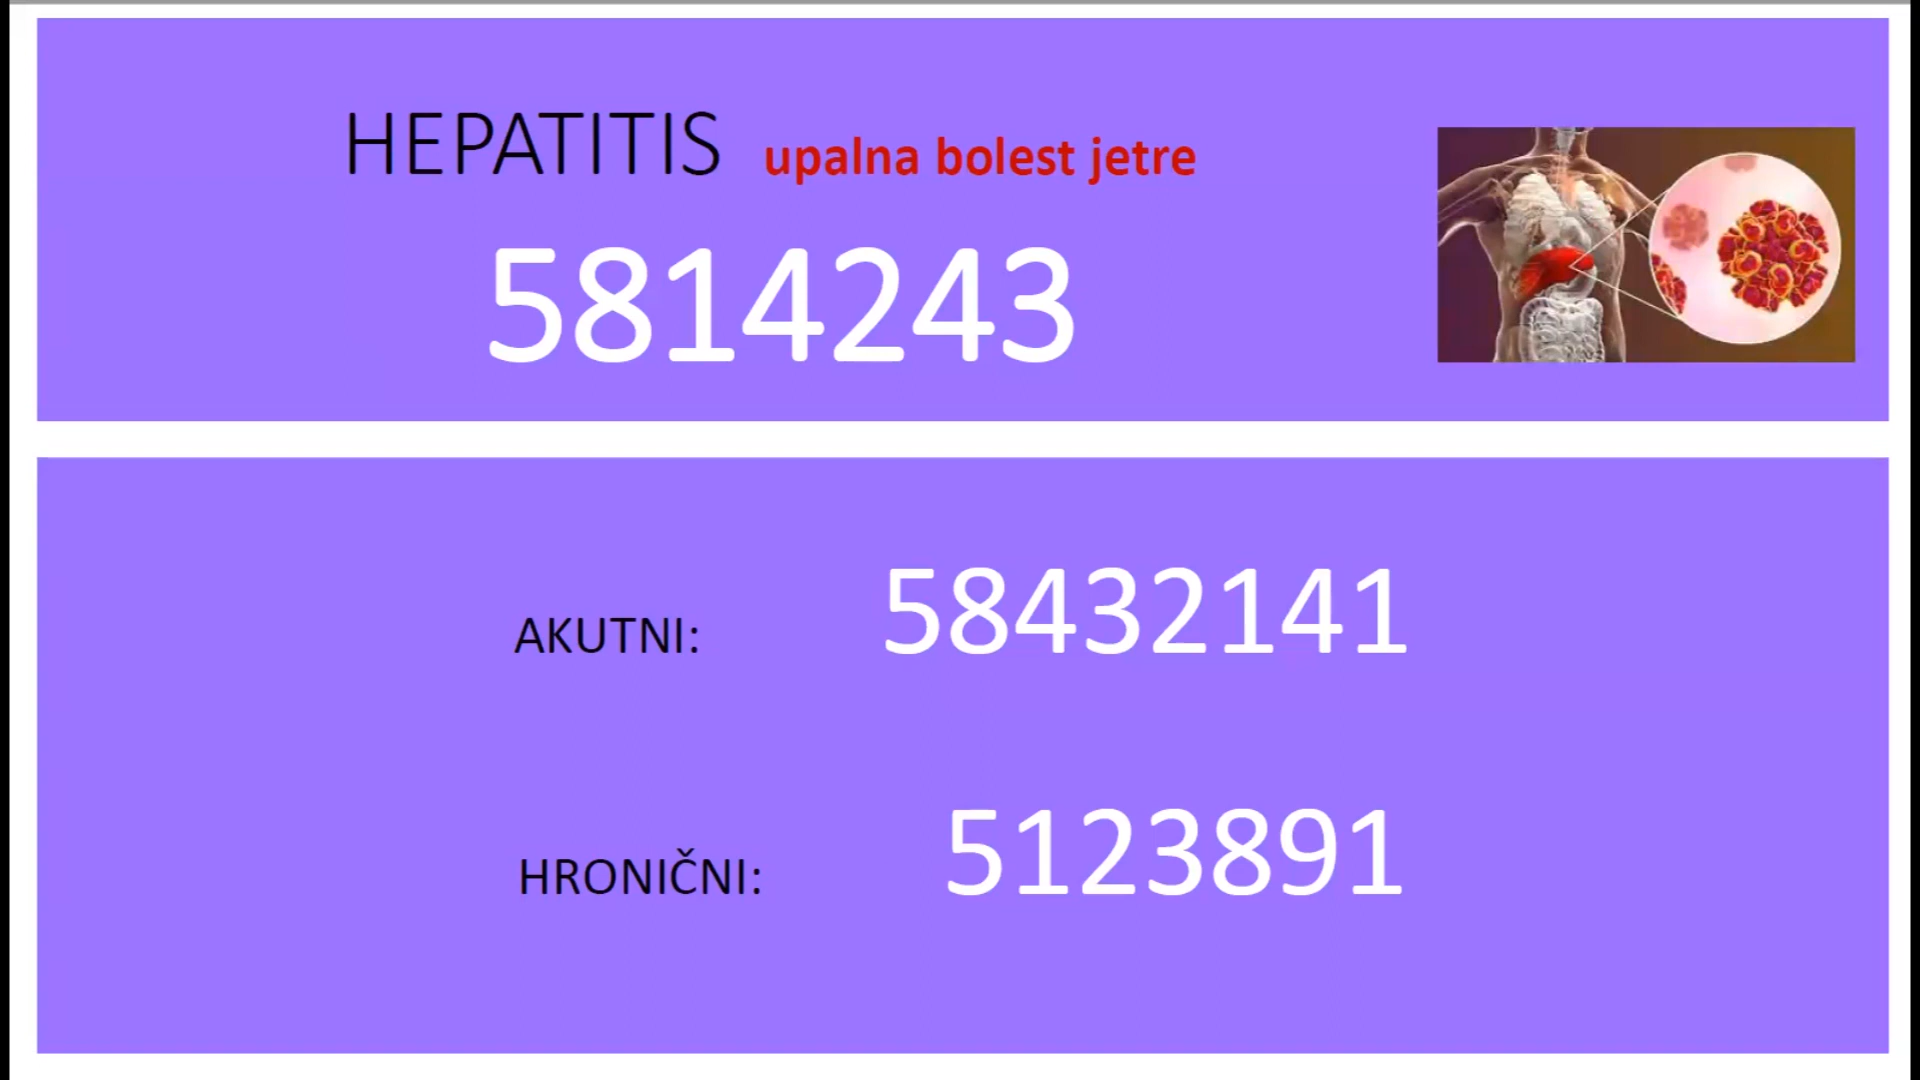 HEPATITIS upalna bolest jetre
5814243
AKUTNI: 58432141
HRONIČNI: 5123891